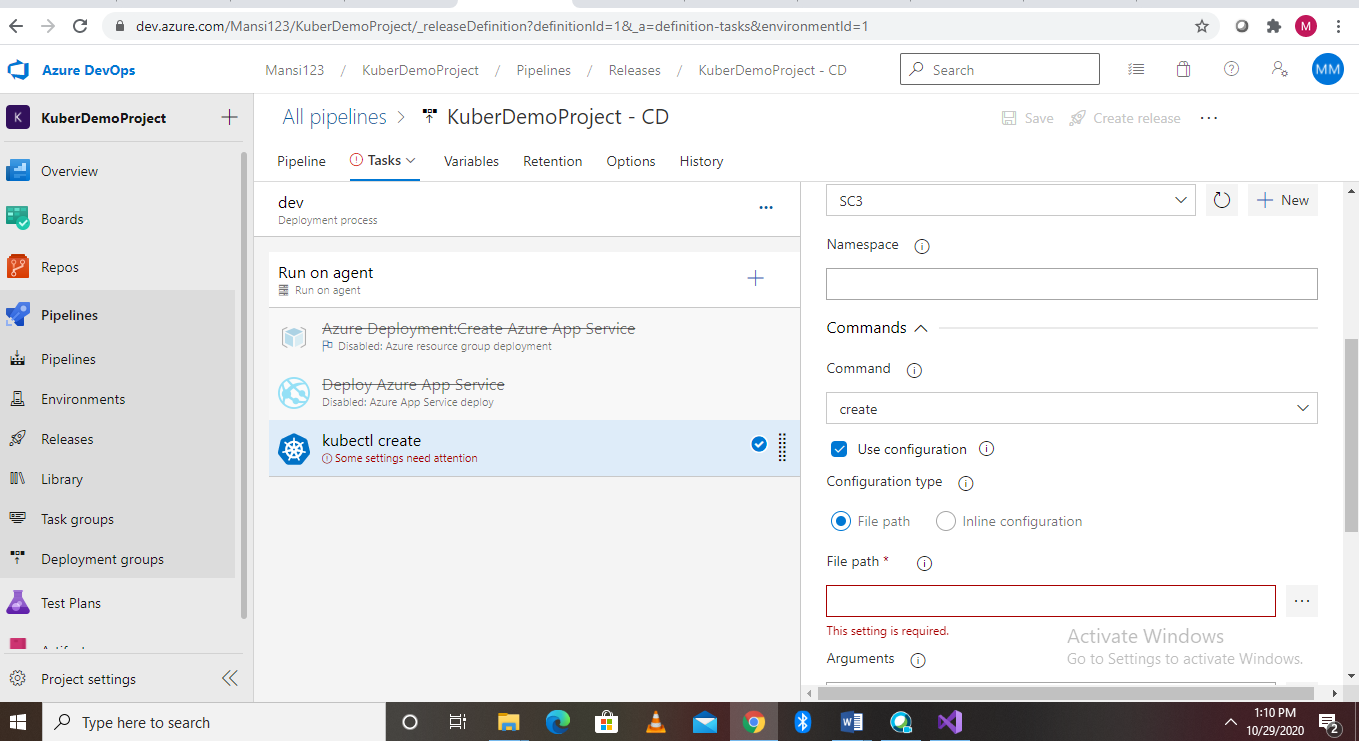 dev.azure.com/Mansi123/KuberDemoProject/_releaseDefinition?definitionId=1&_a=definition-tasks&environmentId=1
M
Azure DevOps
Mansi123 / KuberDemoProject / Pipelines / Releases / KuberDemoProject - CD
Search
MM
K KuberDemoProject
Overview
Boards
Repos
Pipelines
Pipelines
Environments
Releases
Library
Task groups
Deployment groups
Test Plans
Project settings
All pipelines > KuberDemoProject - CD
Save
Create release
Pipeline
Tasks
Variables
Retention
Options
History
dev
Deployment process
Run on agent
Run on agent
Azure Deployment:Create Azure App Service
Disabled: Azure resource group deployment
Deploy Azure App Service
Disabled: Azure App Service deploy
kubectl create
Some settings need attention
SC3
New
Namespace
Commands
Command
create
Use configuration
Configuration type
File path
Inline configuration
File path *
This setting is required.
Arguments
Activate Windows
Go to Settings to activate Windows.
Type here to search
1:10 PM
10/29/2020
2